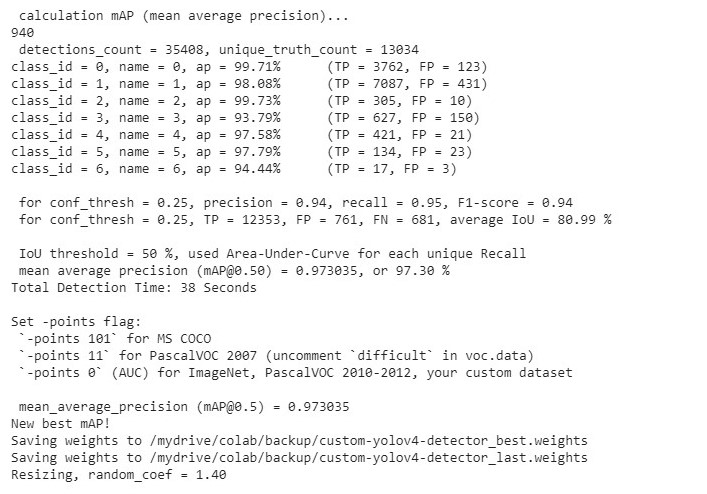 calculation mAP (mean average precision)...
940
detections_count = 35408, unique_truth_count = 13034
class_id = 0, name = 0, ap = 99.71% (TP = 3762, FP = 123)
class_id = 1, name = 1, ap = 98.08% (TP = 7087, FP = 431)
class_id = 2, name = 2, ap = 99.73% (TP = 305, FP = 10)
class_id = 3, name = 3, ap = 93.79% (TP = 627, FP = 150)
class_id = 4, name = 4, ap = 97.58% (TP = 421, FP = 21)
class_id = 5, name = 5, ap = 97.79% (TP = 134, FP = 23)
class_id = 6, name = 6, ap = 94.44% (TP = 17, FP = 3)
for conf_thresh = 0.25, precision = 0.94, recall = 0.95, F1-score = 0.94
for conf_thresh = 0.25, TP = 12353, FP = 761, FN = 681, average IoU = 80.99 %
IoU threshold = 50 %, used Area-Under-Curve for each unique Recall
mean average precision (mAP@0.50) = 0.973035, or 97.30 %
Total Detection Time: 38 Seconds
Set -points flag:
`-points 101` for MS COCO
`-points 11` for PascalVOC 2007 (uncomment `difficult` in voc.data)
`-points 0` (AUC) for ImageNet, PascalVOC 2010-2012, your custom dataset
mean_average_precision (mAP@0.5) = 0.973035
New best mAP!
Saving weights to /mydrive/colab/backup/custom-yolov4-detector_best.weights
Saving weights to /mydrive/colab/backup/custom-yolov4-detector_last.weights
Resizing, random_coef = 1.40